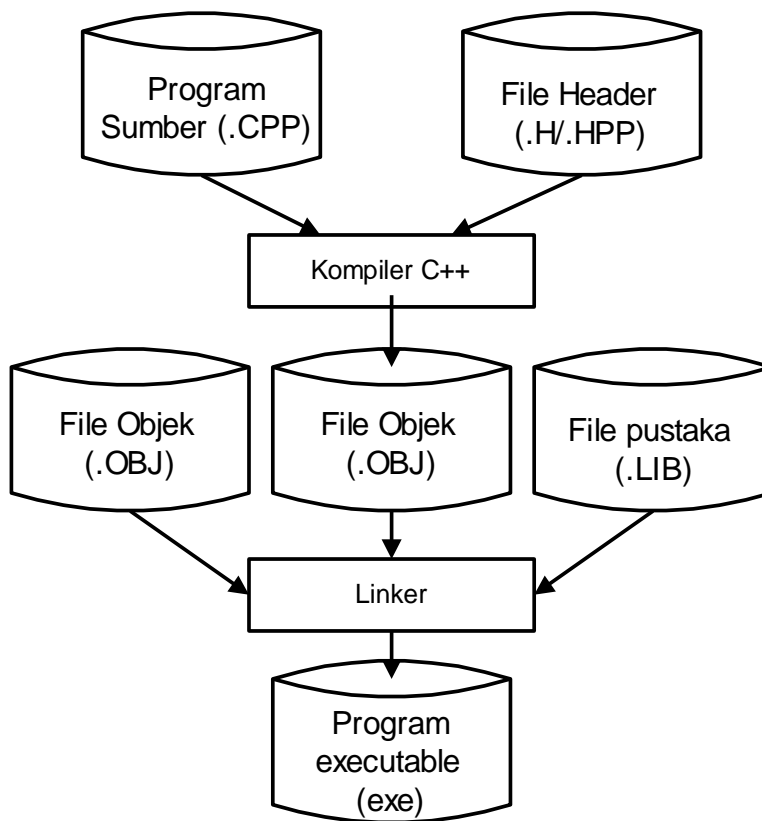 Program
Sumber (.CPP)
File Header
(.H/.HPP)
Kompiler C++
File Objek
(.OBJ)
File Objek
(.OBJ)
File pustaka
(.LIB)
Linker
Program
executable
(exe)